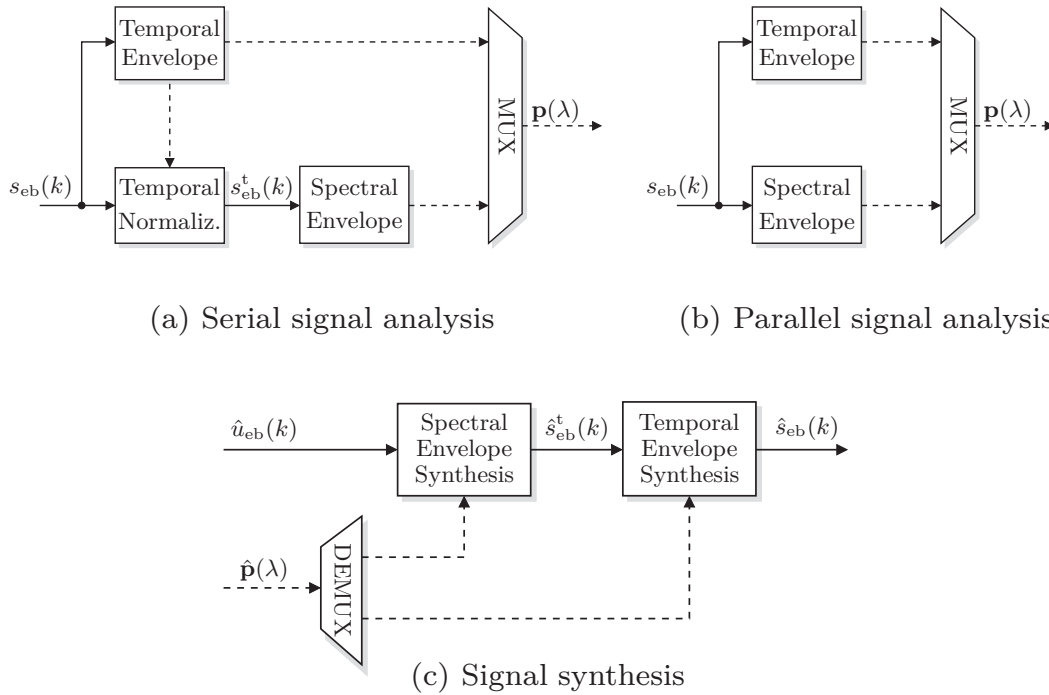 Temporal
Envelope
MUX
p(λ)
s_eb(k)
Temporal
Normaliz.
s^t_eb(k)
Spectral
Envelope
(a) Serial signal analysis
Temporal
Envelope
MUX
p(λ)
s_eb(k)
Spectral
Envelope
(b) Parallel signal analysis
û_eb(k)
Spectral
Envelope
Synthesis
ŝ^t_eb(k)
Temporal
Envelope
Synthesis
ŝ_eb(k)
p̂(λ)
DEMUX
(c) Signal synthesis